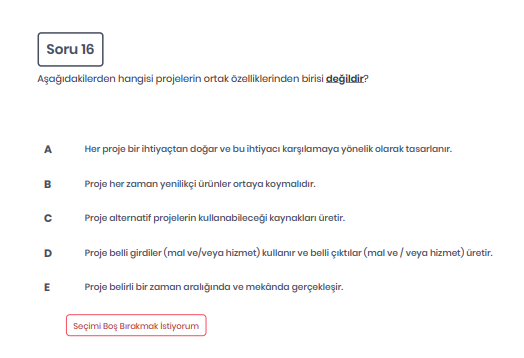 Soru 16
Aşağıdakilerden hangisi projelerin ortak özelliklerinden birisi değildir?
A Her proje bir ihtiyaçtan doğar ve bu ihtiyacı karşılamaya yönelik olarak tasarlanır.
B Proje her zaman yenilikçi ürünler ortaya koymalıdır.
C Proje alternatif projelerin kullanabileceği kaynakları üretir.
D Proje belli girdiler (mal ve/veya hizmet) kullanır ve belli çıktılar (mal ve / veya hizmet) üretir.
E Proje belirli bir zaman aralığında ve mekânda gerçekleşir.
Seçimi Boş Bırakmak İstiyorum